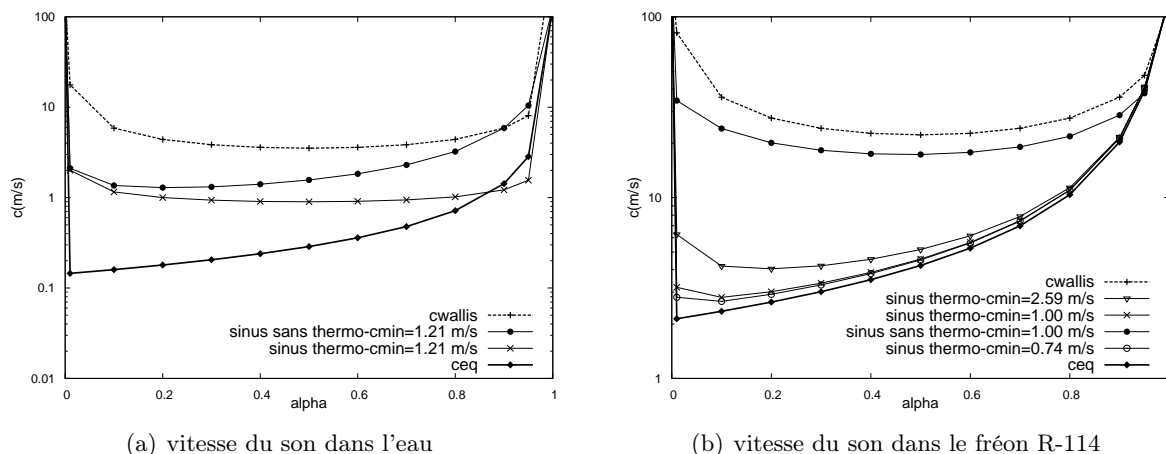 100
10
1
0.1
0.01
c(m/s)
0
0.2
0.4
0.6
0.8
1
alpha
cwallis
sinus sans thermo-cmin=1.21 m/s
sinus thermo-cmin=1.21 m/s
ceq
(a) vitesse du son dans l'eau
100
10
1
c(m/s)
0
0.2
0.4
0.6
0.8
alpha
cwallis
sinus thermo-cmin=2.59 m/s
sinus thermo-cmin=1.00 m/s
sinus sans thermo-cmin=1.00 m/s
sinus thermo-cmin=0.74 m/s
ceq
(b) vitesse du son dans le fréon R-114